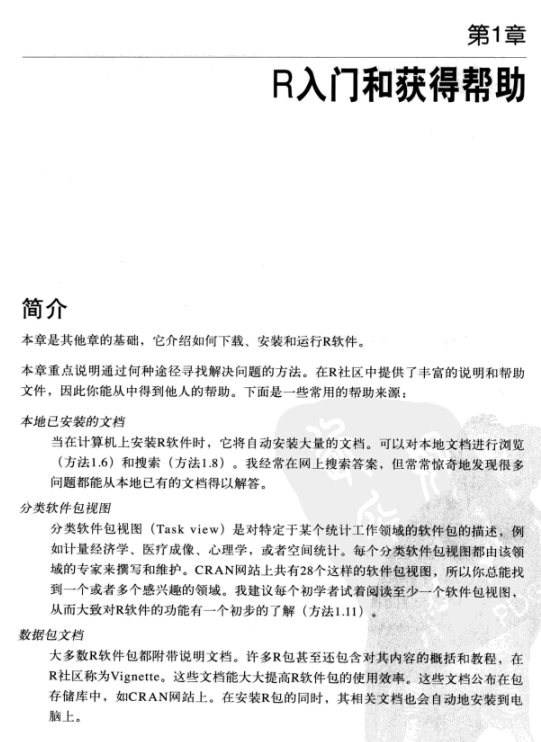 第1章
R入门和获得帮助
简介
本章是其他章的基础，它介绍如何下载、安装和运行R软件。
本章重点说明通过何种途径寻找解决问题的方法。在R社区中提供了丰富的说明和帮助
文件，因此你能从中得到他人的帮助。下面是一些常用的帮助来源：
本地已安装的文档
当在计算机上安装R软件时，它将自动安装大量的文档。可以对本地文档进行浏览
（方法1.6）和搜索（方法1.8）。我经常在网上搜索答案，但常常惊奇地发现很多
问题都能从本地已有的文档得以解答。
分类软件包视图
分类软件包视图（Task view）是对特定于某个统计工作领域的软件包的描述，例
如计量经济学、医疗成像、心理学，或者空间统计。每个分类软件包视图都由该领
域的专家来撰写和维护。CRAN网站上共有28个这样的软件包视图，所以你总能找
到一个或者多个感兴趣的领域。我建议每个初学者试着阅读至少一个软件包视图，
从而大致对R软件的功能有一个初步的了解（方法1.11）。
数据包文档
大多数R软件包都附带说明文档。许多R包甚至还包含对其内容的概括和教程，在
R社区称为Vignette。这些文档能大大提高R软件包的使用效率。这些文档公布在包
存储库中，如CRAN网站上。在安装R包的同时，其相关文档也会自动地安装到电
脑上。